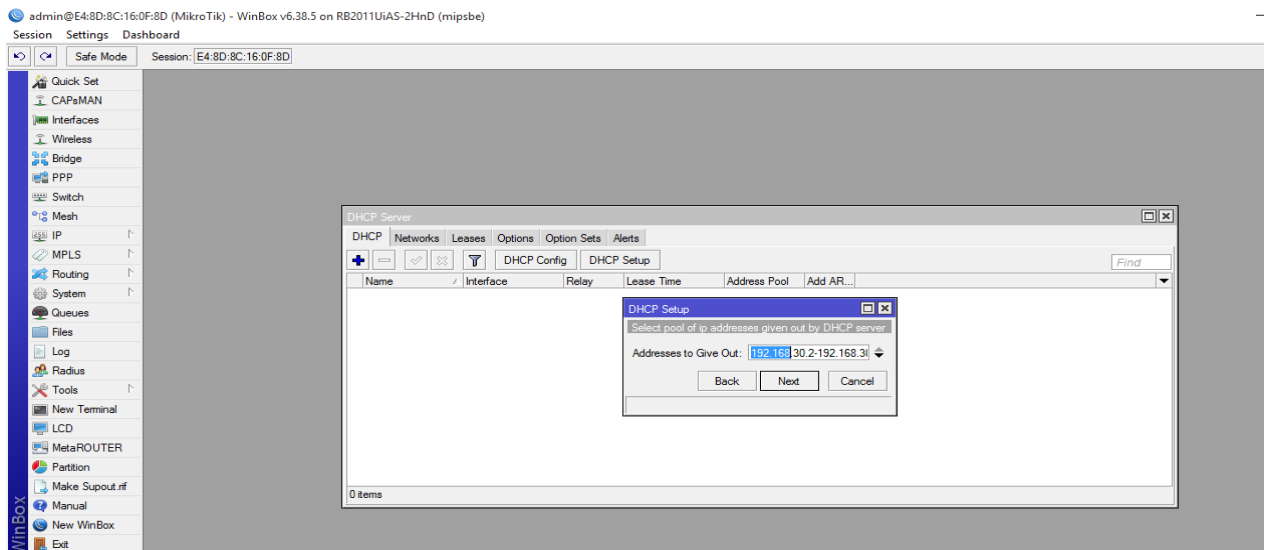 admin@E4:8D:8C:16:0F:8D (MikroTik) - WinBox v6.38.5 on RB2011UiAS-2HnD (mipsbe)
Session Settings Dashboard
Safe Mode Session: E4:8D:8C:16:0F:8D
Quick Set
CAPsMAN
Interfaces
Wireless
Bridge
PPP
Switch
Mesh
IP
MPLS
Routing
System
Queues
Files
Log
Radius
Tools
New Terminal
LCD
MetaROUTER
Partition
Make Supout.rif
Manual
New WinBox
Exit
WinBox
DHCP Server
DHCP Networks Leases Options Option Sets Alerts
DHCP Config DHCP Setup Find
Name Interface Relay Lease Time Address Pool Add AR...
DHCP Setup
Select pool of ip addresses given out by DHCP server
Addresses to Give Out: 192.168.30.2-192.168.3
Back Next Cancel
0 items